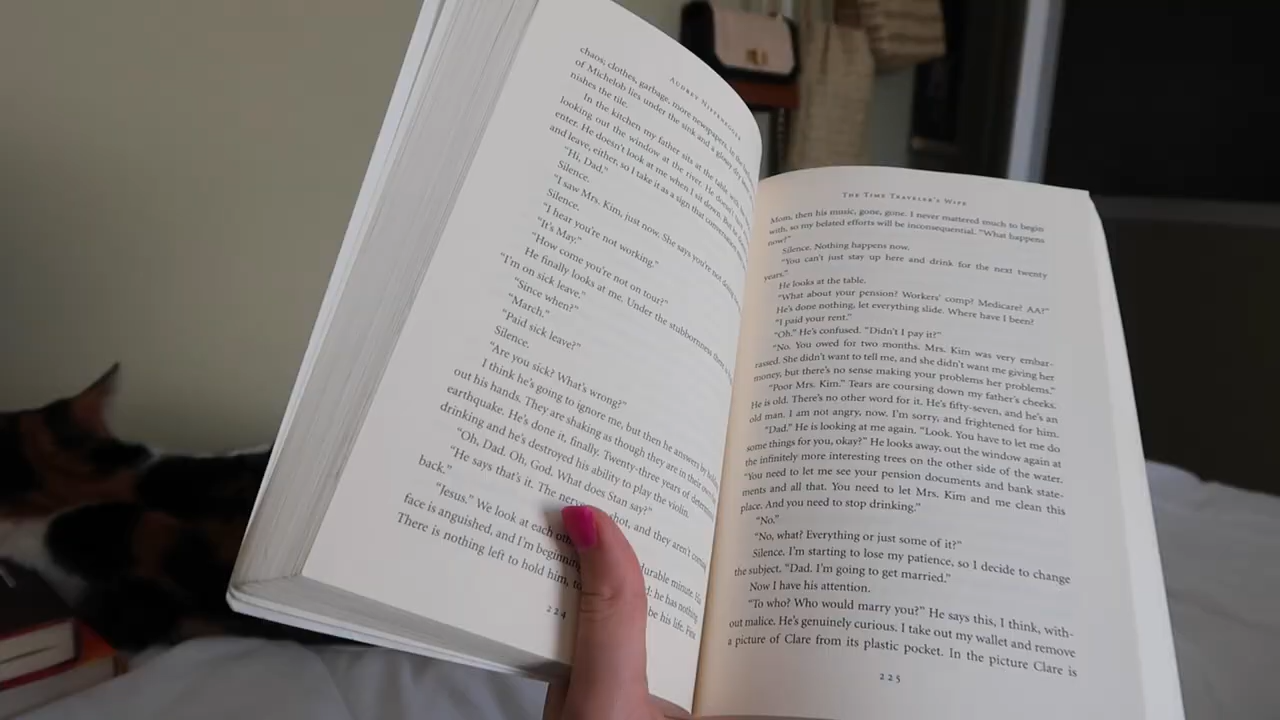 AUDREY NIFFENEGGER
chaos; clothes, garbage, more newspapers,
of Michelob lies under the sink and a glossy
nishes the tile.
In the kitchen my father sits at the table
looking out the window at the river. He doesn't
enter. He doesn't look at me when I sit down. But he
and leave, either, so I take it as a sign that conversation
"Hi, Dad."
Silence.
"I saw Mrs. Kim, just now. She says you're not
Silence.
"I hear you're not working."
"It's May."
"How come you're not on tour?"
He finally looks at me. Under the stubbornness
"I'm on sick leave."
"Since when?"
"March."
"Paid sick leave?"
Silence.
"Are you sick? What's wrong?"
I think he's going to ignore me, but then he answers by holding
out his hands. They are shaking as though they are in their own
earthquake. He's done it, finally. Twenty-three years of
drinking and he's destroyed his ability to play the violin.
"Oh, Dad. Oh, God. What does Stan say?"
"He says that's it. The and they aren't coming
back."
"Jesus." We look at each minute. His
face is anguished, and I'm beginning he has nothing.
There is nothing left to hold him, be his life. First
224
THE TIME TRAVELER'S WIFE
Mom, then his music, gone, gone. I never mattered much to begin
with, so my belated efforts will be inconsequential. "What happens
now?"
Silence. Nothing happens now.
"You can't just stay up here and drink for the next twenty
years."
He looks at the table.
"What about your pension? Workers' comp? Medicare? AA?"
He's done nothing, let everything slide. Where have I been?
"I paid your rent."
"Oh." He's confused. "Didn't I pay it?"
"No. You owed for two months. Mrs. Kim was very embar-
rassed. She didn't want to tell me, and she didn't want me giving her
money, but there's no sense making your problems her problems."
"Poor Mrs. Kim." Tears are coursing down my father's cheeks.
He is old. There's no other word for it. He's fifty-seven, and he's an
old man. I am not angry, now. I'm sorry, and frightened for him.
"Dad." He is looking at me again. "Look. You have to let me do
some things for you, okay?" He looks away, out the window again at
the infinitely more interesting trees on the other side of the water.
"You need to let me see your pension documents and bank state-
ments and all that. You need to let Mrs. Kim and me clean this
place. And you need to stop drinking."
"No."
"No, what? Everything or just some of it?"
Silence. I'm starting to lose my patience, so I decide to change
the subject. "Dad. I'm going to get married."
Now I have his attention.
"To who? Who would marry you?" He says this, I think, with-
out malice. He's genuinely curious. I take out my wallet and remove
a picture of Clare from its plastic pocket. In the picture Clare is
225